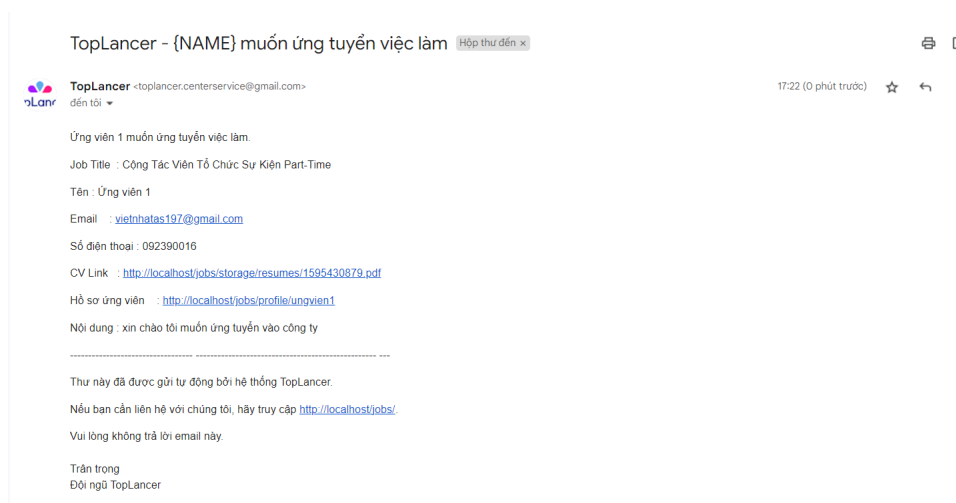 TopLancer - {NAME} muốn ứng tuyển việc làm Hộp thư đến ×
TopLancer <toplancer.centerservice@gmail.com> 17:22 (0 phút trước)
pLanc
đến tôi
Ứng viên 1 muốn ứng tuyển việc làm.
Job Title : Cộng Tác Viên Tổ Chức Sự Kiện Part-Time
Tên : Ứng viên 1
Email : vietnhatas197@gmail.com
Số điện thoại : 092390016
CV Link : http://localhost/jobs/storage/resumes/1595430879.pdf
Hồ sơ ứng viên : http://localhost/jobs/profile/ungvien1
Nội dung : xin chào tôi muốn ứng tuyển vào công ty
---------------------------------- -------------------------------------------------- ---
Thư này đã được gửi tự động bởi hệ thống TopLancer.
Nếu bạn cần liên hệ với chúng tôi, hãy truy cập http://localhost/jobs/.
Vui lòng không trả lời email này.
Trân trọng
Đội ngũ TopLancer